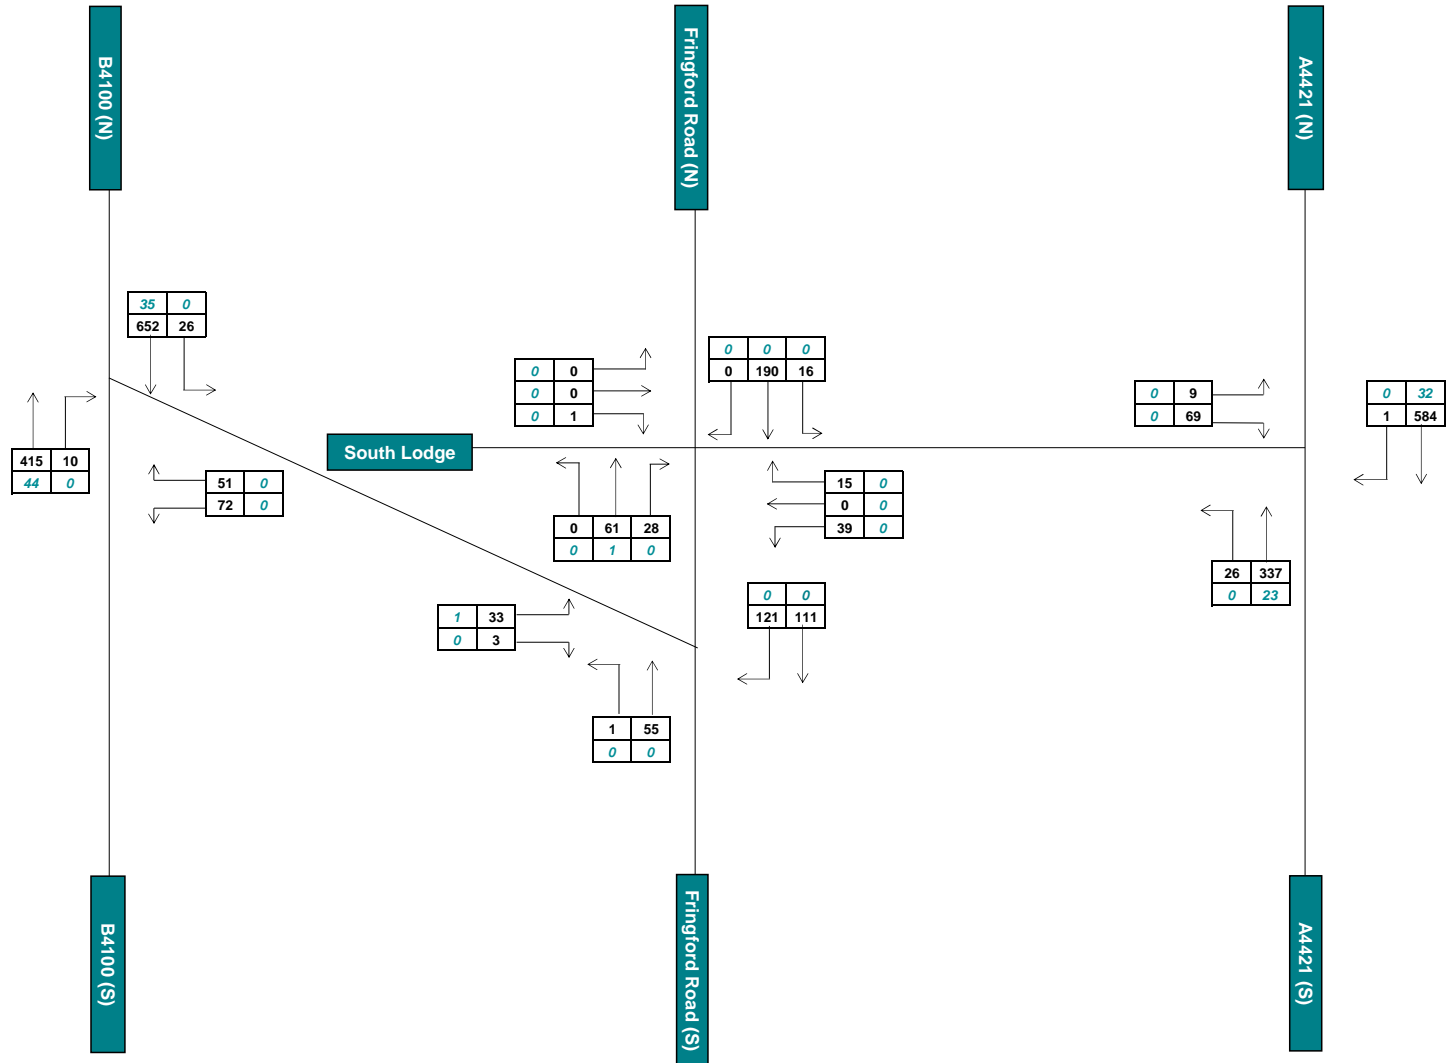 B4100 (N)
Fringford Road (N)
A4421 (N)
35 0
652 26
0 0 0
0 190 16
0 0
0 0
0 1
0 9
0 69
0 32
1 584
South Lodge
415 10
44 0
51 0
72 0
15 0
0 0
39 0
0 61 28
0 1 0
26 337
0 23
0 0
121 111
1 33
0 3
1 55
0 0
B4100 (S)
Fringford Road (S)
A4421 (S)